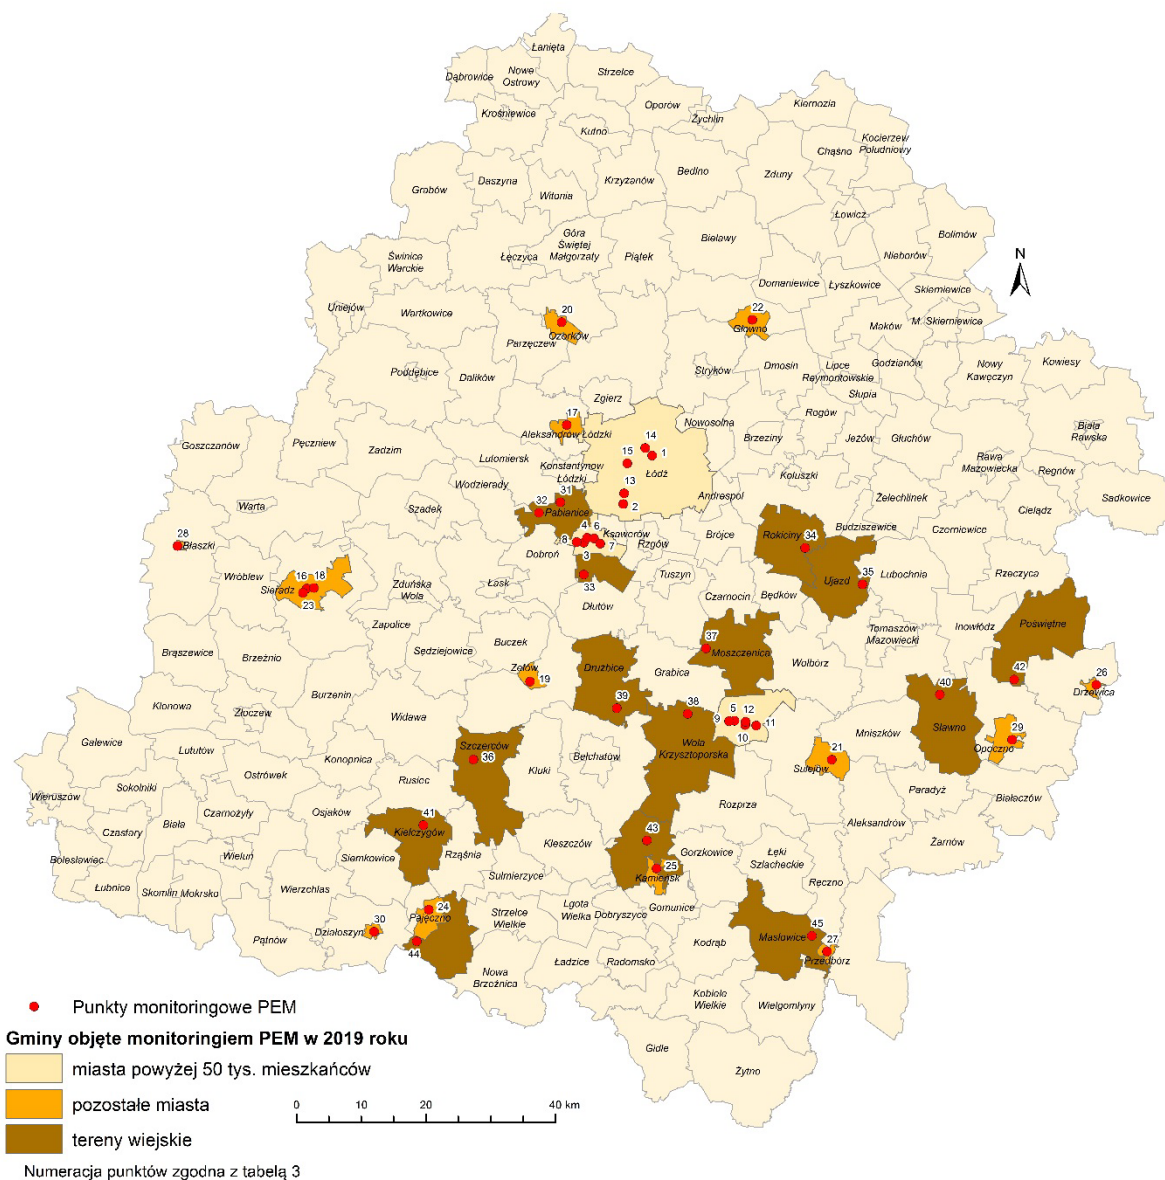 Łanięta
Dąbrowice
Nowe
Ostrowy
Strzelce
Krośniewice
Oporów
Żychlin
Kiernozia
Kutno
Chąśno
Kocierzew
Południowy
Grabów
Daszyna
Witonia
Krzyżanów
Bedlno
Zduny
Łowicz
Bolimów
Góra
Świętej
Małgorzaty
Bielawy
Nieborów
Świnice
Warckie
Łęczyca
Piątek
N
Domaniewice
Łyszkowice
Skierniewice
Uniejów
Wartkowice
20
22
Ozorków
Głowno
Maków
M. Skierniewice
Parzęczew
Poddębice
Dalików
Stryków
Dmosin
Lipce
Reymontowskie
Godzianów
Nowy
Kawęczyn
Kowiesy
Słupia
Zgierz
17
Aleksandrów Łódzki
Nowosolna
Rogów
Goszczanów
Pęczniew
Zadzim
14
15
1
Łódź
Brzeziny
Jeżów
Głuchów
Biała
Rawska
Lutomiersk
Konstantynow
Łódzki
Koluszki
Rawa
Mazowiecka
Regnów
Wodzierady
31
32
Pabianice
13
2
Andrespol
Żelechlinek
Sadkowice
Warta
Szadek
Cielądz
28
Błaszki
4
6
8
Ksawerów
7
3
Rzgów
Brójce
Rokiciny
34
Budziszewice
Czerniewice
Dobroń
Wróblew
16
18
Sieradz
23
Zduńska
Wola
Łask
33
Tuszyn
Ujazd
35
Lubochnia
Rzeczyca
Dłutów
Czarnocin
Będków
Zapolice
Poświętne
Buczek
37
Moszczenica
Tomaszów
Mazowiecki
Inowłódz
Sędziejowice
Brąszewice
Brzeźnio
Zelów
19
Drużbice
Grabica
Wolbórz
42
26
Drzewica
Burzenin
39
38
40
Klonowa
Złoczew
Widawa
9
5
12
10
11
Sławno
29
Opoczno
Galewice
Lututów
Konopnica
Szczerców
36
Bełchatów
Wola
Krzysztoporska
21
Sulejów
Mniszków
Kluki
Rusiec
Ostrówek
Sokolniki
Wieruszów
Paradyż
Białaczów
Osjaków
Czarnożyły
41
Kiełczygów
Rozprza
Aleksandrów
Czastary
Biała
43
Żarnów
Bolesławiec
Wieluń
Siemkowice
Rząśnia
Kleszczów
25
Kamieńsk
Gorzkowice
Łęki
Szlacheckie
Ręczno
Łubnice
Skomlin
Mokrsko
Wierzchlas
Sulmierzyce
Gomunice
24
Pajęczno
30
Działoszyn
44
Strzelce
Wielkie
Lgota
Wielka
Dobryszyce
Masłowice
45
27
Przedbórz
Pątnów
Kodrąb
Ładzice
Radomsko
Nowa
Brzeźnica
Kobiele
Wielkie
Wielgomłyny
Gidle
Żytno
Punkty monitoringowe PEM
Gminy objęte monitoringiem PEM w 2019 roku
miasta powyżej 50 tys. mieszkańców
pozostałe miasta
tereny wiejskie
0 10 20 40 km
Numeracja punktów zgodna z tabelą 3